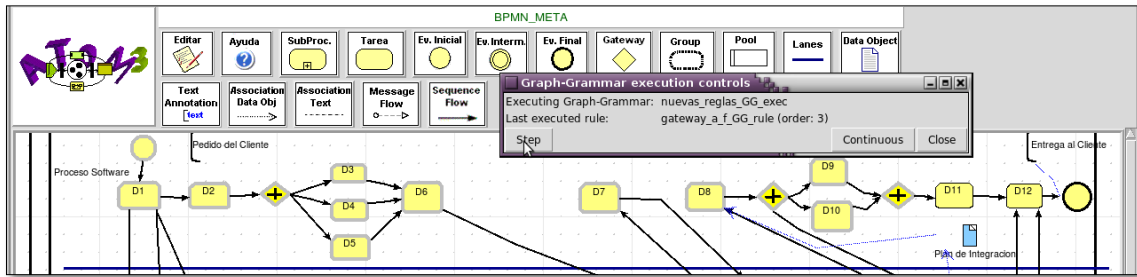 BPMN_META
ATOM3
Editar
Ayuda
SubProc.
Tarea
Ev. Inicial
Ev.Interm.
Ev. Final
Gateway
Group
Pool
Lanes
Data Object
Text Annotation
text
Association Data Obj
Association Text
Message Flow
Sequence Flow
Graph-Grammar execution controls
Executing Graph-Grammar: nuevas_reglas_GG_exec
Last executed rule: gateway_a_f_GG_rule (order: 3)
Step
Continuous
Close
Pedido del Cliente
Entrega al Cliente
Proceso Software
D1
D2
D3
D4
D5
D6
D7
D8
D9
D10
D11
D12
Plan de Integracion